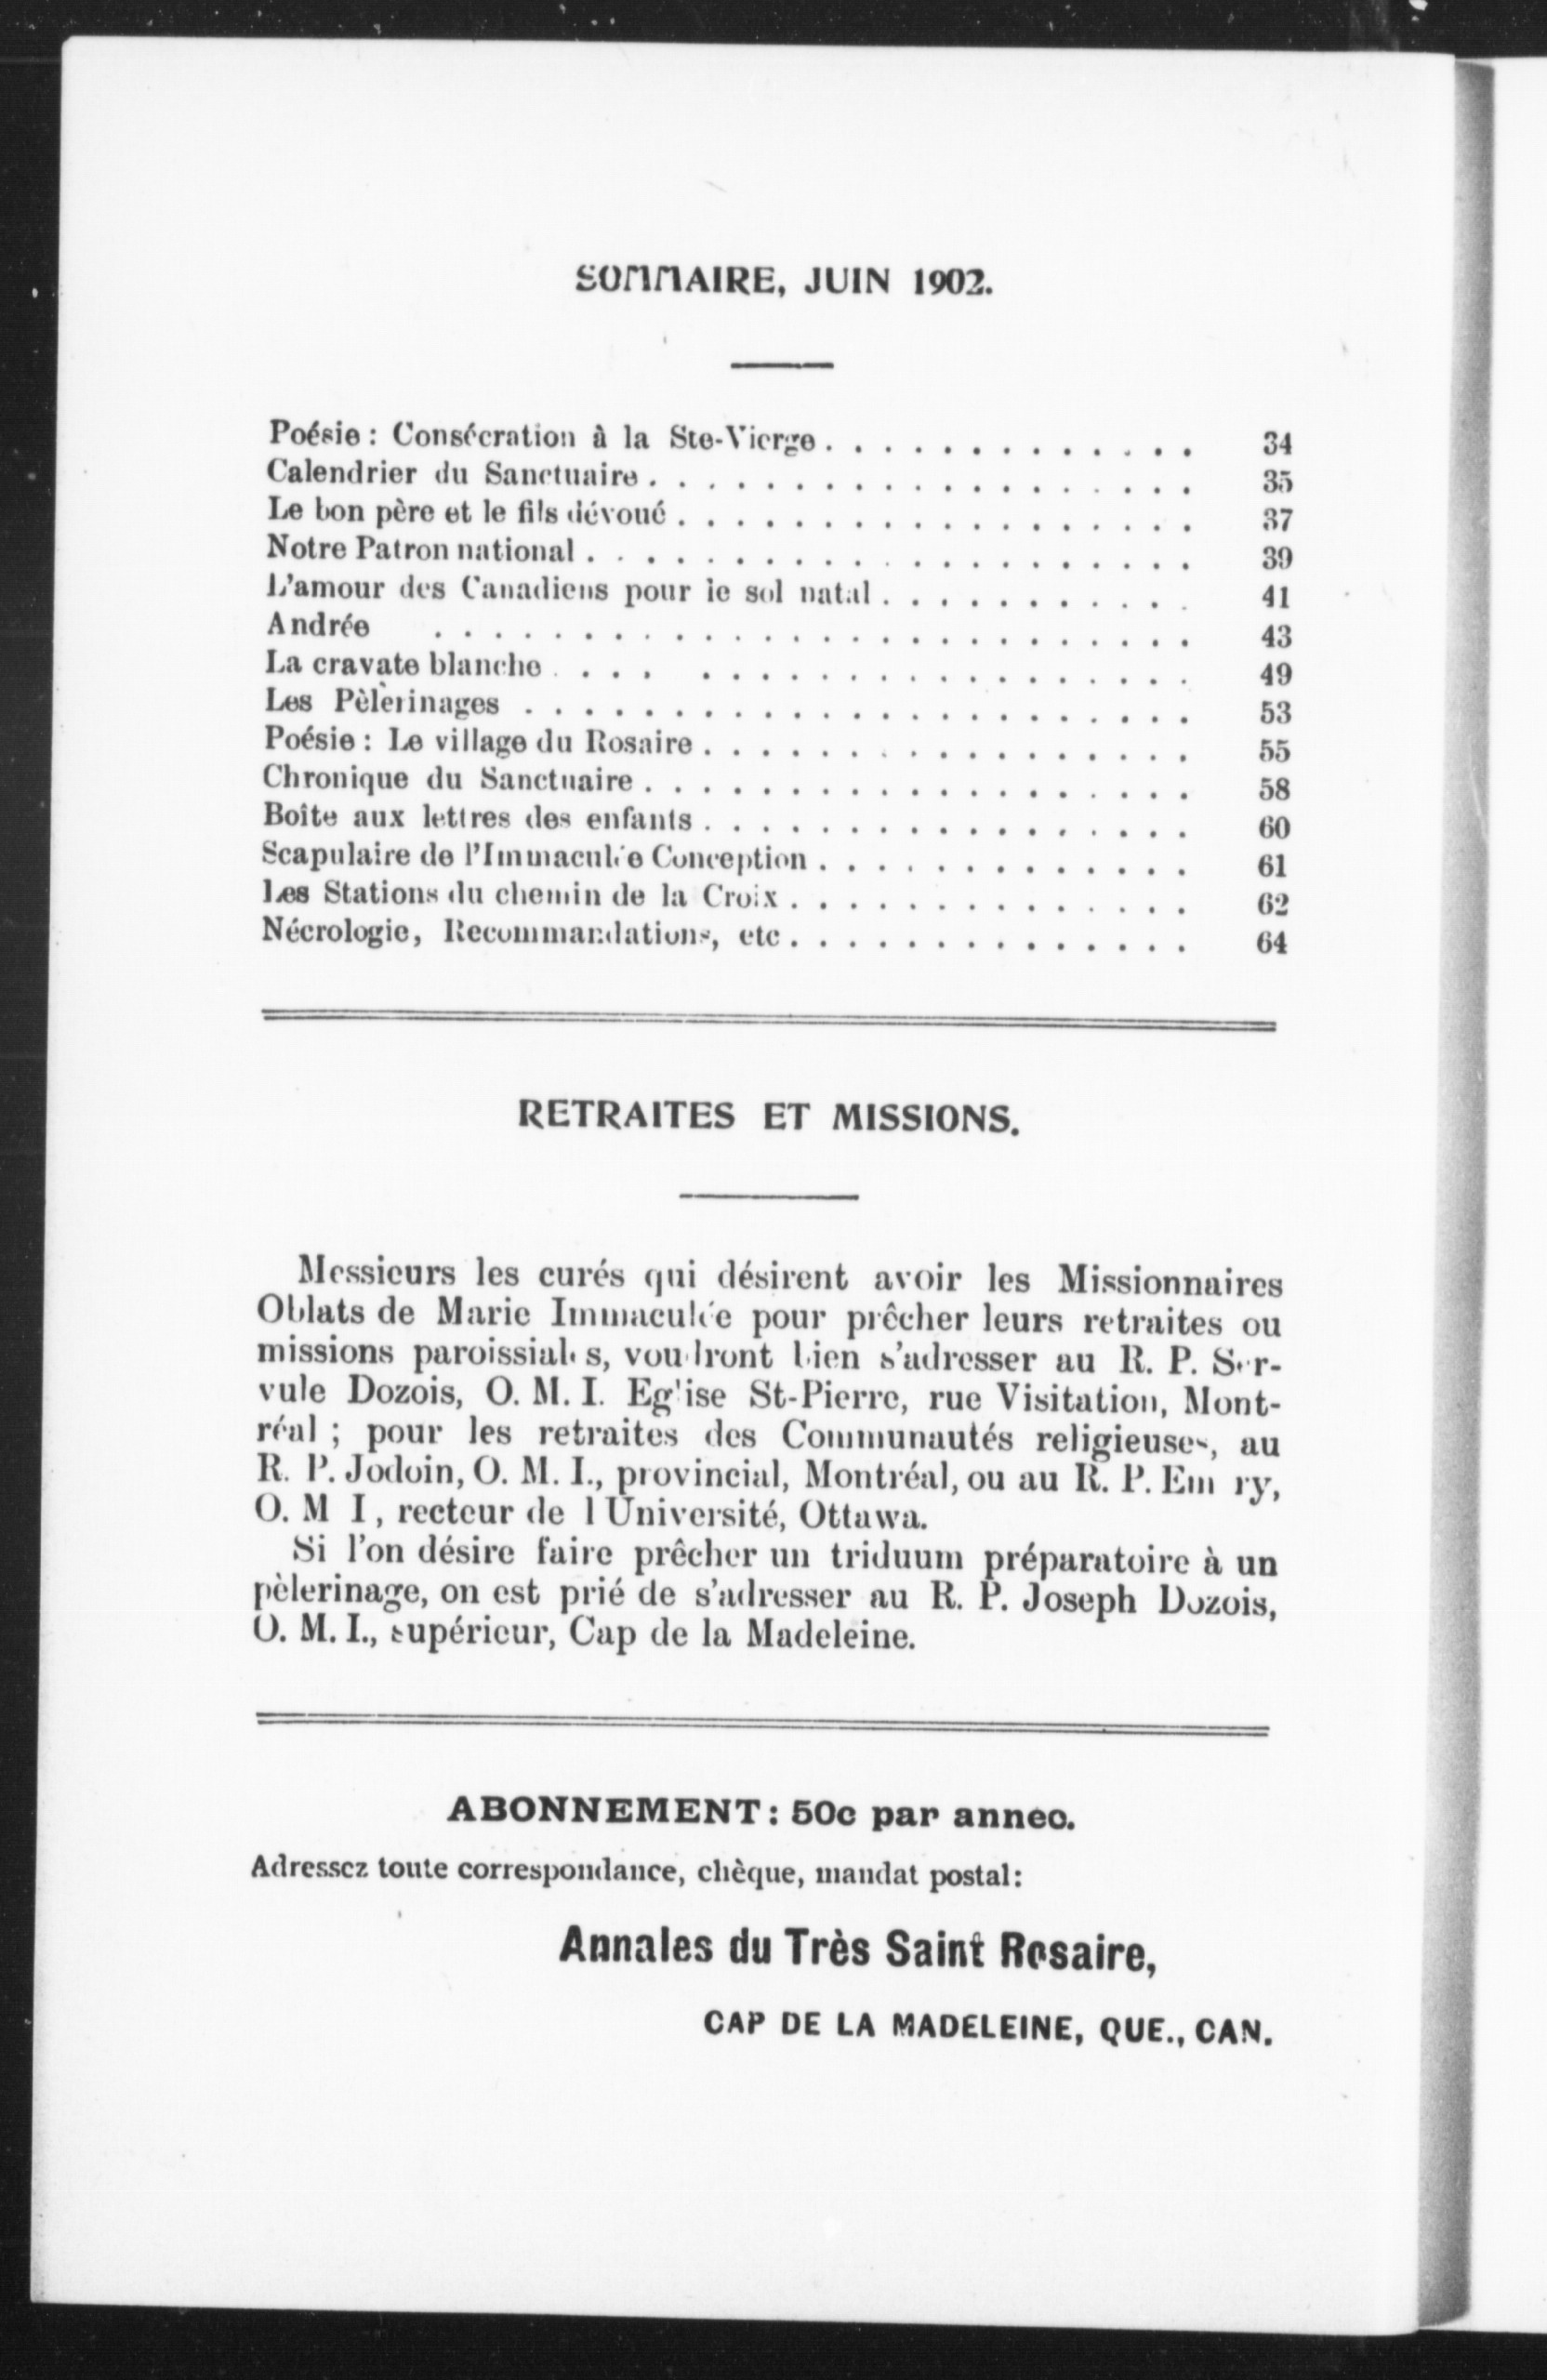 SOMMAIRE, JUIN 1902.
Poésie : Consécration à la Ste-Vierge . . . . . . . . . . . . . 34
Calendrier du Sanctuaire . . . . . . . . . . . . . . . . . . . 35
Le bon père et le fils dévoué . . . . . . . . . . . . . . . . . . 37
Notre Patron national . . . . . . . . . . . . . . . . . . . . . 39
L'amour des Canadiens pour le sol natal . . . . . . . . . . . 41
Andrée . . . . . . . . . . . . . . . . . . . . . . . . . . 43
La cravate blanche . . . . . . . . . . . . . . . . . . . . . 49
Les Pèlerinages . . . . . . . . . . . . . . . . . . . . . . . 53
Poésie : Le village du Rosaire . . . . . . . . . . . . . . . . . 55
Chronique du Sanctuaire . . . . . . . . . . . . . . . . . . . 58
Boîte aux lettres des enfants . . . . . . . . . . . . . . . . . 60
Scapulaire de l'Immaculée Conception . . . . . . . . . . . . . 61
Les Stations du chemin de la Croix . . . . . . . . . . . . . . 62
Nécrologie, Recommandations, etc . . . . . . . . . . . . . . 64
RETRAITES ET MISSIONS.
Messieurs les curés qui désirent avoir les Missionnaires
Oblats de Marie Immaculée pour prêcher leurs retraites ou
missions paroissiales, voudront bien s'adresser au R. P. Ser-
vule Dozois, O. M. I. Eglise St-Pierre, rue Visitation, Mont-
réal ; pour les retraites des Communautés religieuses, au
R. P. Jodoin, O. M. I., provincial, Montréal, ou au R. P. Em ry,
O. M I, recteur de l Université, Ottawa.
Si l'on désire faire prêcher un triduum préparatoire à un
pèlerinage, on est prié de s'adresser au R. P. Joseph Dozois,
O. M. I., supérieur, Cap de la Madeleine.
ABONNEMENT : 50c par annee.
Adressez toute correspondance, chèque, mandat postal :
Annales du Très Saint Rosaire,
CAP DE LA MADELEINE, QUE., CAN.